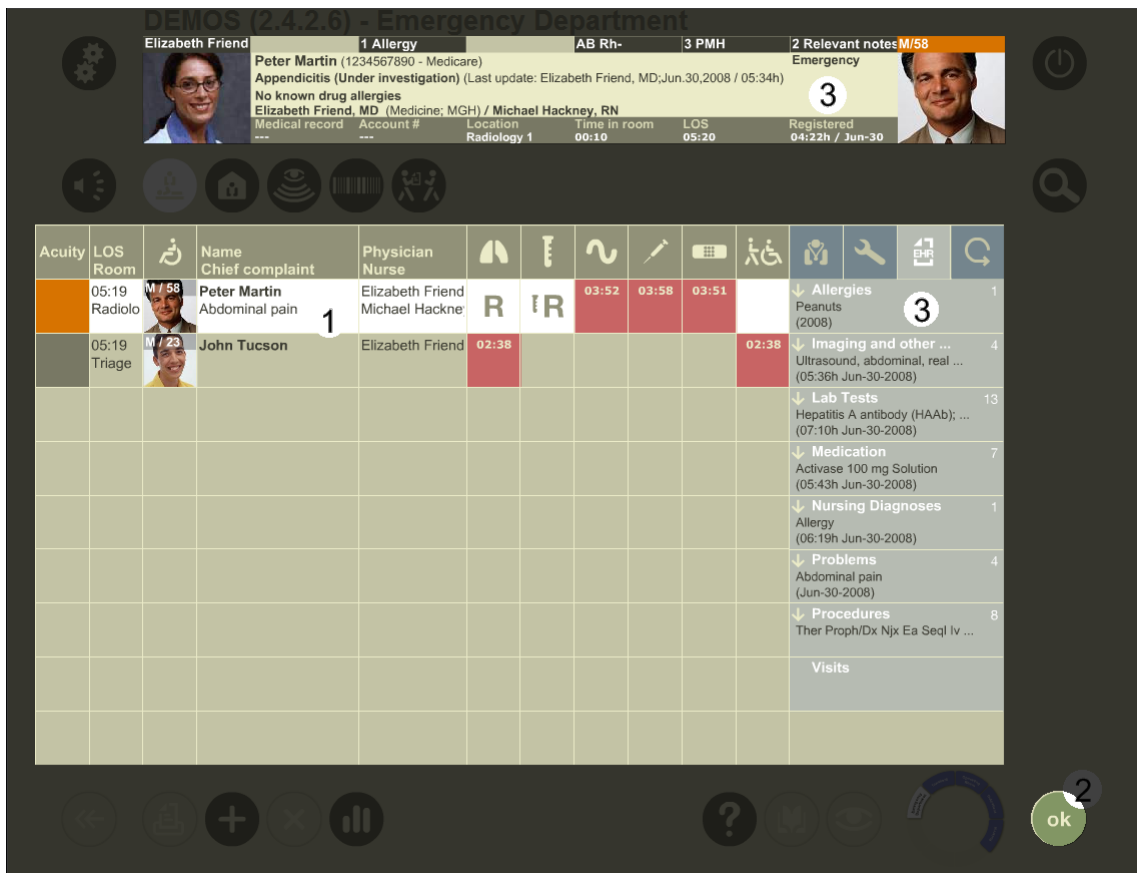 DEMOS (2.4.2.6) - Emergency Department
Elizabeth Friend 1 Allergy AB Rh- 3 PMH 2 Relevant notes M/58
Peter Martin (1234567890 - Medicare) Emergency
Appendicitis (Under investigation) (Last update: Elizabeth Friend, MD;Jun.30,2008 / 05:34h)
3
No known drug allergies
Elizabeth Friend, MD (Medicine; MGH) / Michael Hackney, RN
Medical record Account # Location Time in room LOS Registered
--- --- Radiology 1 00:10 05:20 04:22h / Jun-30
Acuity LOS Name Physician
Room Chief complaint Nurse
EHR
05:19 M / 58 Peter Martin Elizabeth Friend R R 03:52 03:58 03:51
Radiolo Abdominal pain 1 Michael Hackne
05:19 M / 23 John Tucson Elizabeth Friend 02:38 02:38
Triage
Allergies 1
Peanuts 3
(2008)
Imaging and other ... 4
Ultrasound, abdominal, real ...
(05:36h Jun-30-2008)
Lab Tests 13
Hepatitis A antibody (HAAb); ...
(07:10h Jun-30-2008)
Medication 7
Activase 100 mg Solution
(05:43h Jun-30-2008)
Nursing Diagnoses 1
Allergy
(06:19h Jun-30-2008)
Problems 4
Abdominal pain
(Jun-30-2008)
Procedures 8
Ther Proph/Dx Njx Ea Seql Iv ...
Visits
?
2
ok